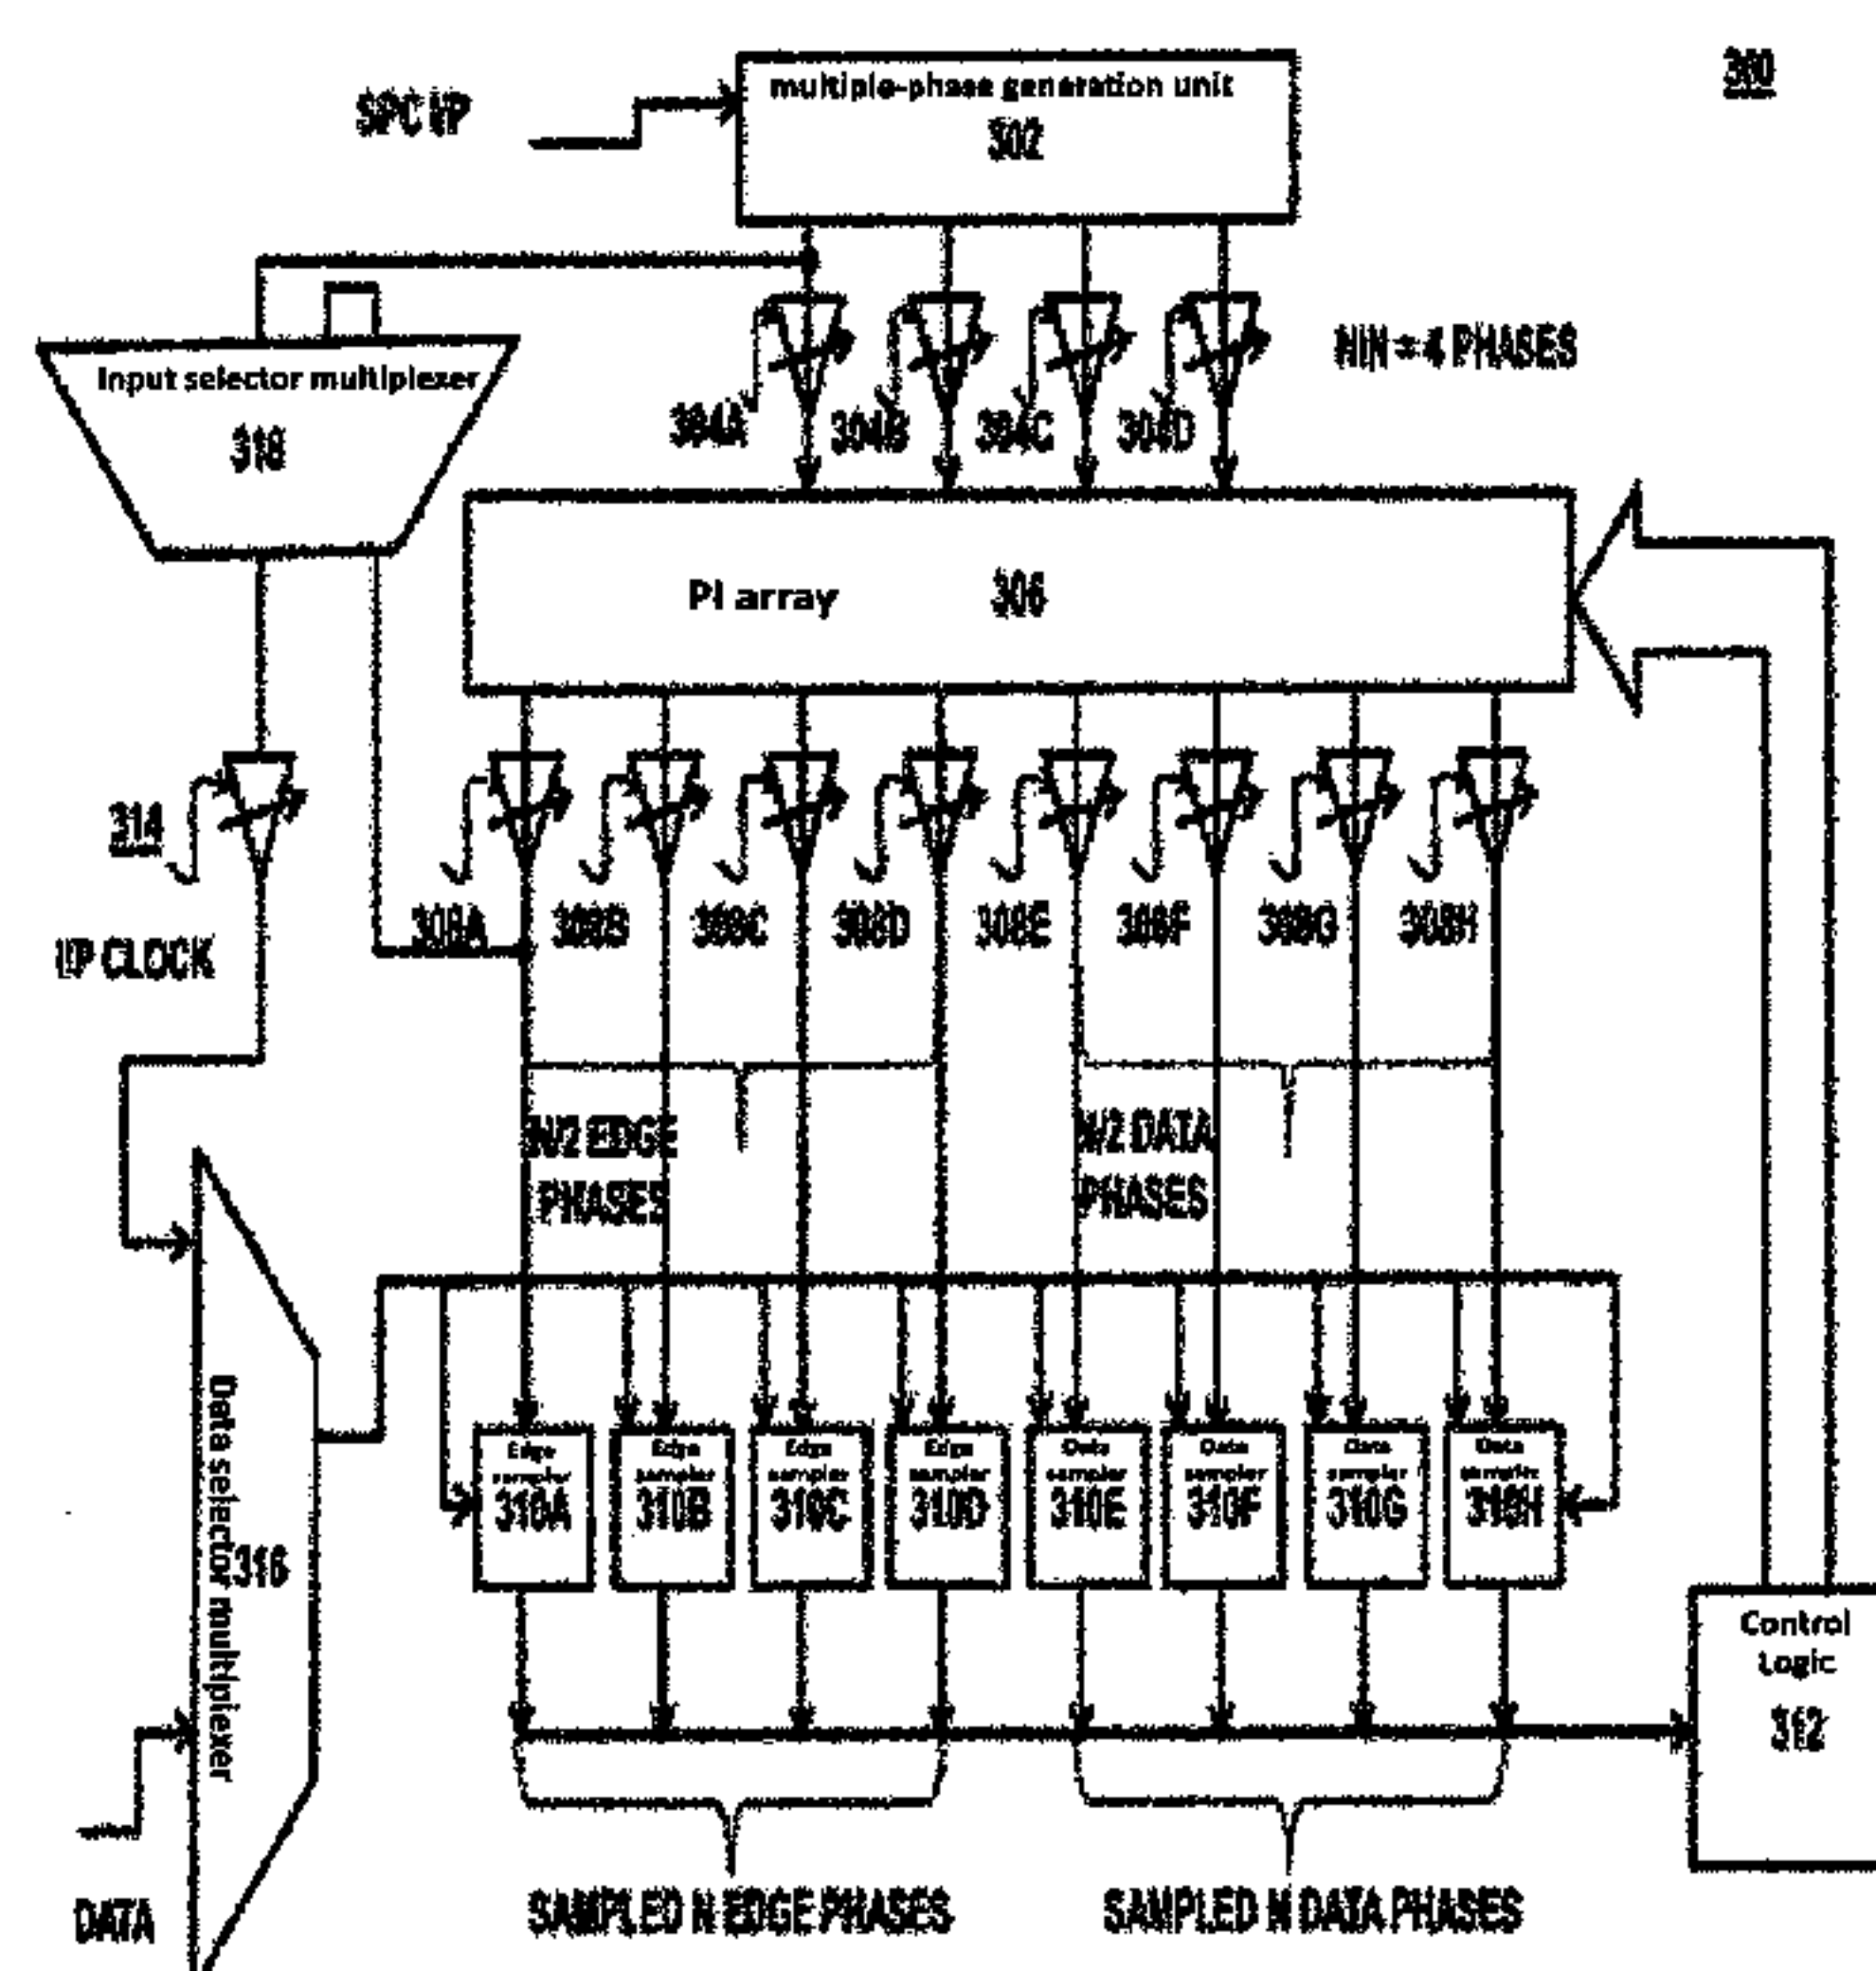 300
SPC I/P
multiple-phase generation unit
302
NIN = 4 PHASES
Input selector multiplexer
318
304A
304B
304C
304D
PI array
306
314
I/P CLOCK
308A
308B
308C
308D
308E
308F
308G
308H
N/2 EDGE
PHASES
N/2 DATA
PHASES
Data selector multiplexer
316
Edge
sampler
310A
Edge
sampler
310B
Edge
sampler
310C
Edge
sampler
310D
Data
sampler
310E
Data
sampler
310F
Data
sampler
310G
Data
sampler
310H
Control
Logic
312
DATA
SAMPLED N EDGE PHASES
SAMPLED N DATA PHASES